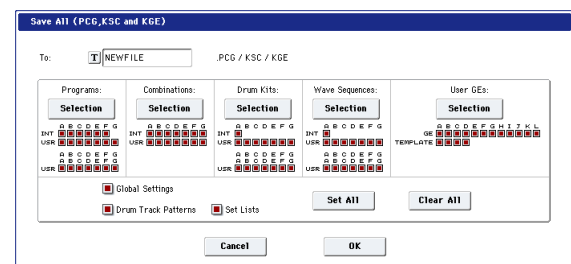 Save All (PCG,KSC and KGE)
To: T NEWFILE .PCG / KSC / KGE
Programs: Combinations: Drum Kits: Wave Sequences: User GEs:
Selection Selection Selection Selection Selection
A B C D E F G A B C D E F G A B C D E F G A B C D E F G A B C D E F G H I J K L
INT INT INT INT GE
USR USR USR USR TEMPLATE
A B C D E F G A B C D E F G A B C D E F G
A B C D E F G A B C D E F G A B C D E F G
USR USR USR
Global Settings
Drum Track Patterns Set Lists Set All Clear All
Cancel OK